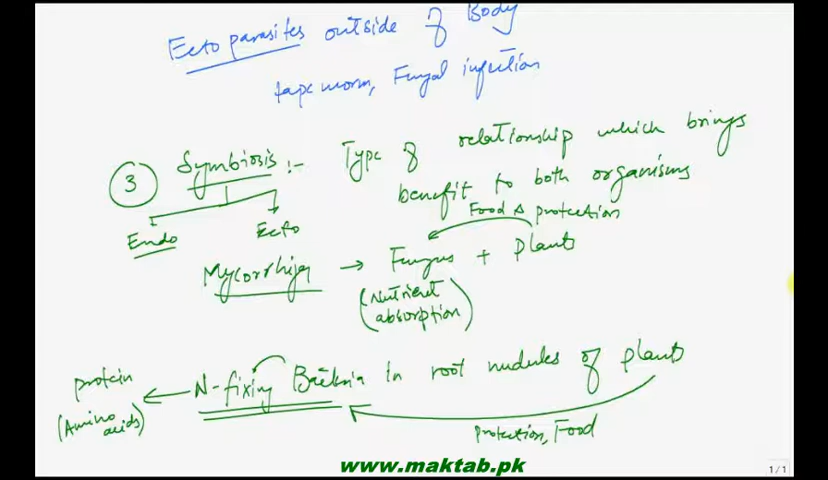 Ectoparasites outside of Body
tape worm, Fungal infection
3 Symbiosis :- Type of relationship which brings
benefit to both organisms
Endo Ecto
Food & protection
Mycorrhiza → Fungus + plants
(Nutrient
absorption)
N-fixing Bacteria in root nodules of plants
protein
(Amino
acids)
protection, Food
www.maktab.pk
1/1